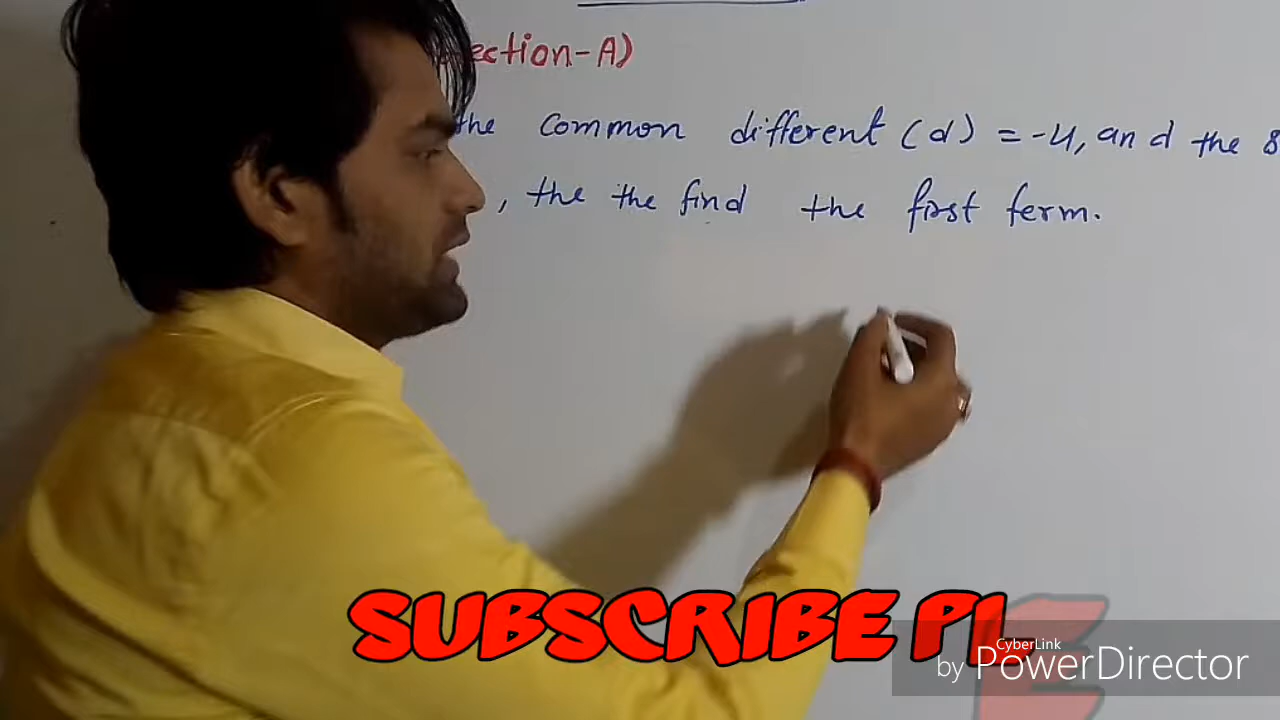 ection-A)
the common different (d) = -4, and the 8
, the the find the first term.
SUBSCRIBE PL
E
CyberLink
by PowerDirector